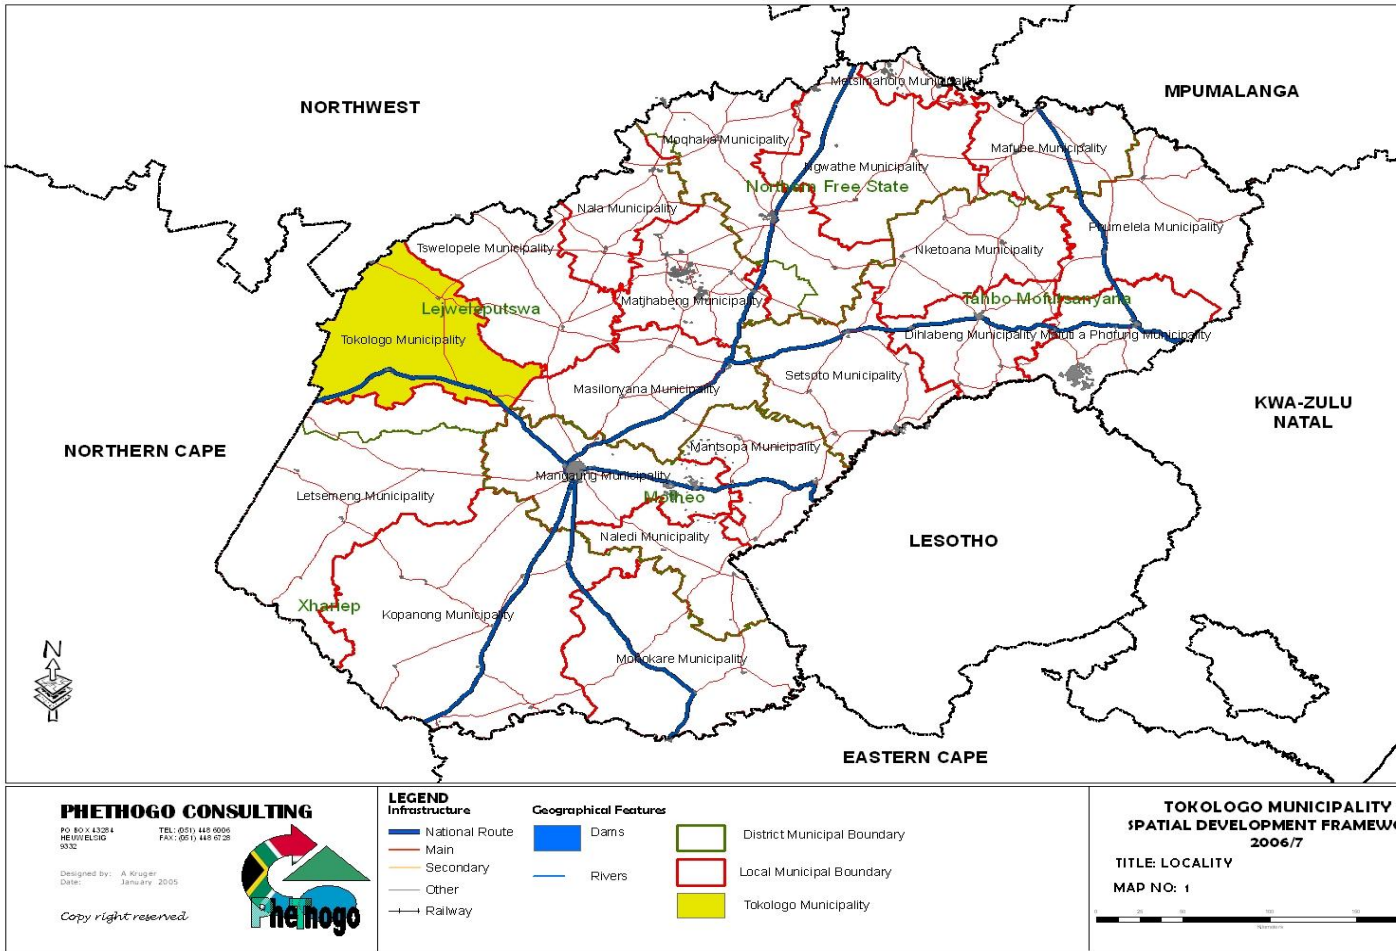 NORTHWEST
MPUMALANGA
Metsimaholo Municipality
Moqhaka Municipality
Mafube Municipality
Ngwathe Municipality
Northern Free State
Nala Municipality
Phumelela Municipality
Tswelopele Municipality
Nketoana Municipality
Lejweleputswa
Matjhabeng Municipality
Thabo Mofutsanyana
Tokologo Municipality
Dihlabeng Municipality
Maluti a Phofung Municipality
Masilonyana Municipality
Setsoto Municipality
KWA-ZULU
NATAL
NORTHERN CAPE
Mantsopa Municipality
Mangaung Municipality
Letsemeng Municipality
Motheo
Naledi Municipality
LESOTHO
Xhariep
Kopanong Municipality
Mohokare Municipality
N
EASTERN CAPE
PHETHOGO CONSULTING
PO BOX 43284
HEUWELSIG
9332
TEL: (051) 448 6006
FAX: (051) 448 6728
Designed by: A Kruger
Date: January 2005
Copy right reserved
Phethogo
LEGEND
Infrastructure
National Route
Main
Secondary
Other
Railway
Geographical Features
Dams
Rivers
District Municipal Boundary
Local Municipal Boundary
Tokologo Municipality
TOKOLOGO MUNICIPALITY
SPATIAL DEVELOPMENT FRAMEWO
2006/7
TITLE: LOCALITY
MAP NO: 1